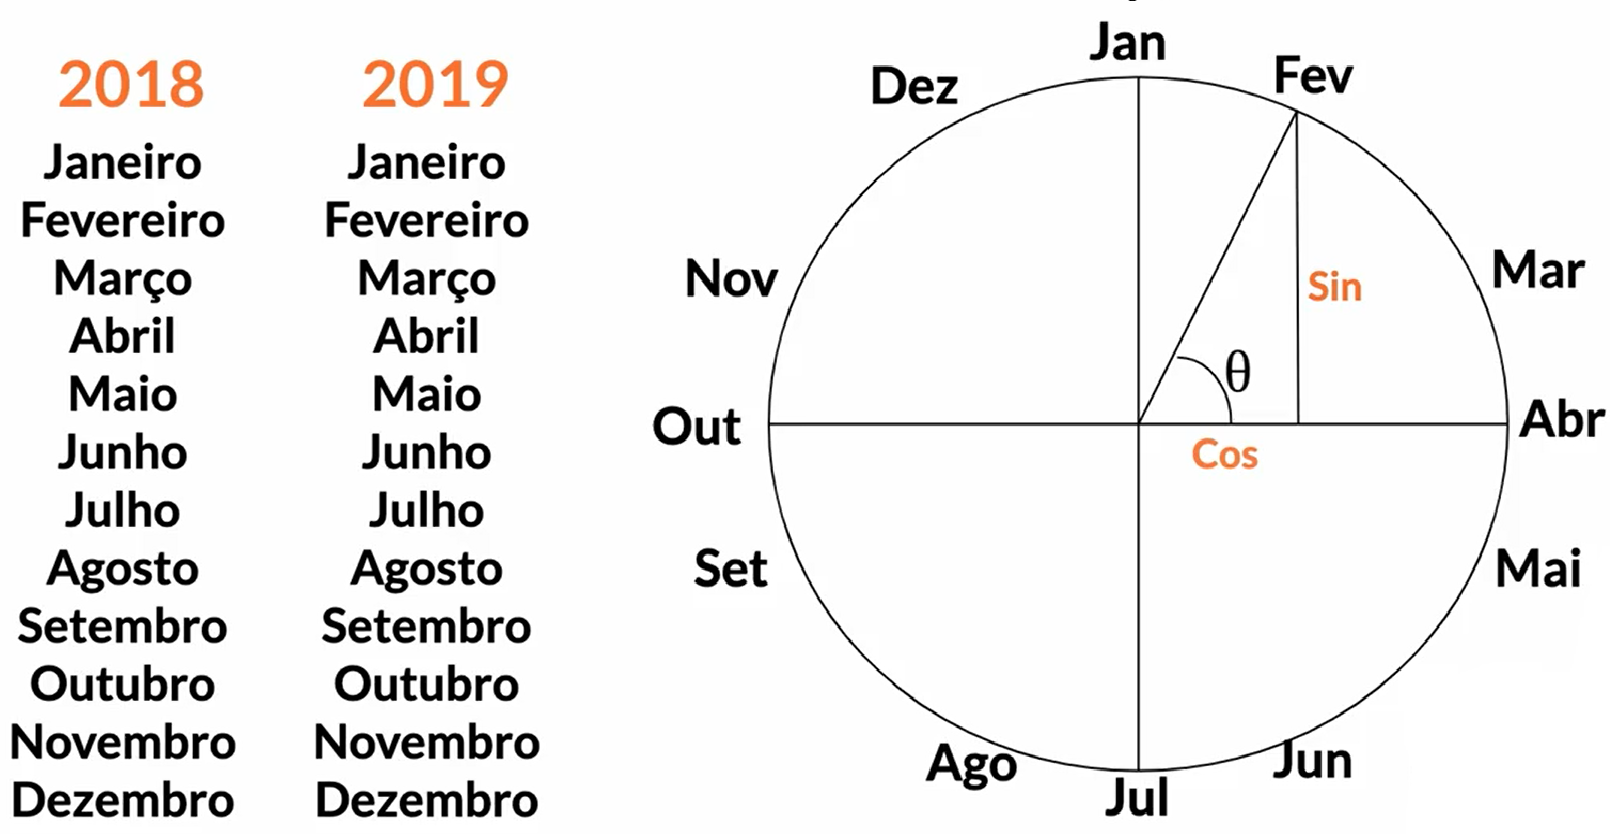 2018
Janeiro
Fevereiro
Março
Abril
Maio
Junho
Julho
Agosto
Setembro
Outubro
Novembro
Dezembro
2019
Janeiro
Fevereiro
Março
Abril
Maio
Junho
Julho
Agosto
Setembro
Outubro
Novembro
Dezembro
Jan
Fev
Mar
Abr
Mai
Jun
Jul
Ago
Set
Out
Nov
Dez
Sin
θ
Cos